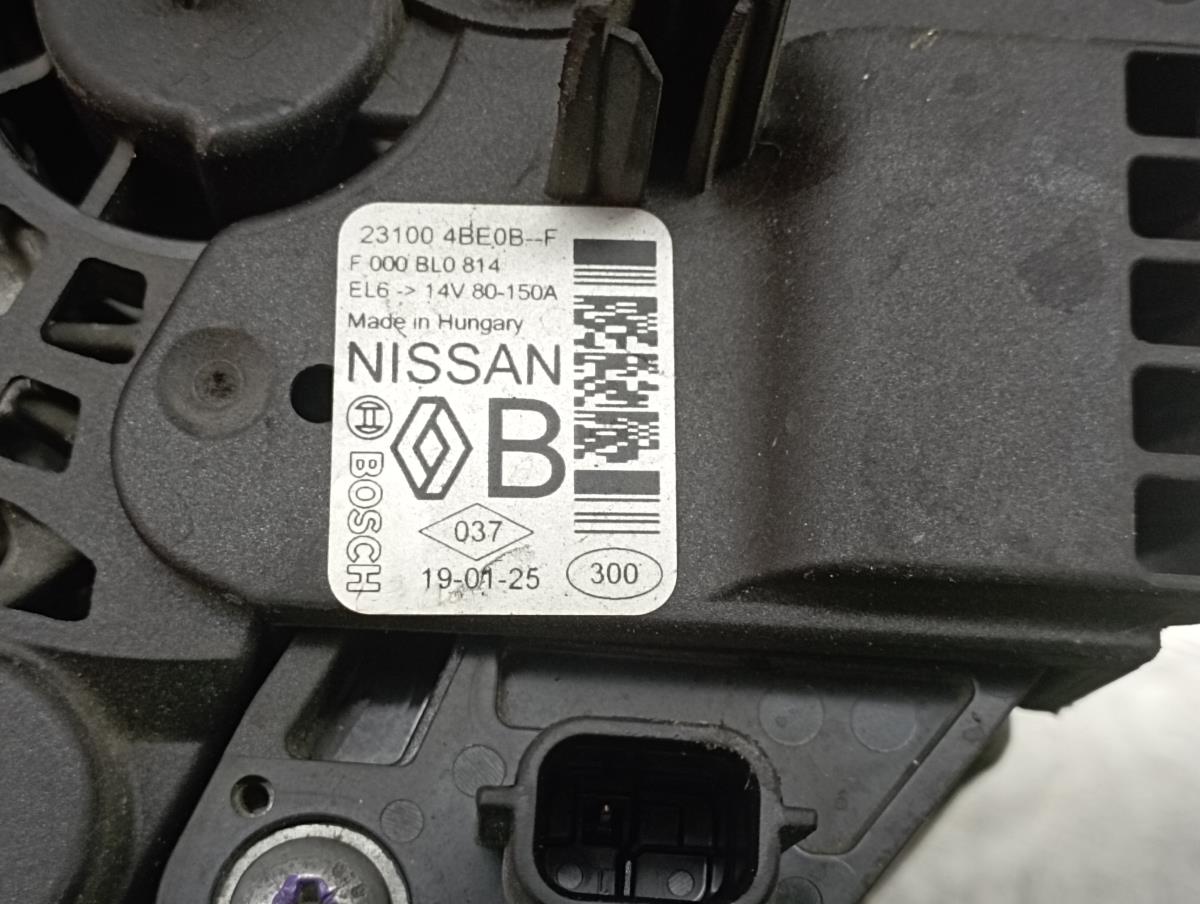 23100 4BE0B--F
F 000 BL0 814
EL6 -> 14V 80-150A
Made in Hungary
NISSAN
B
BOSCH
037
19-01-25
300